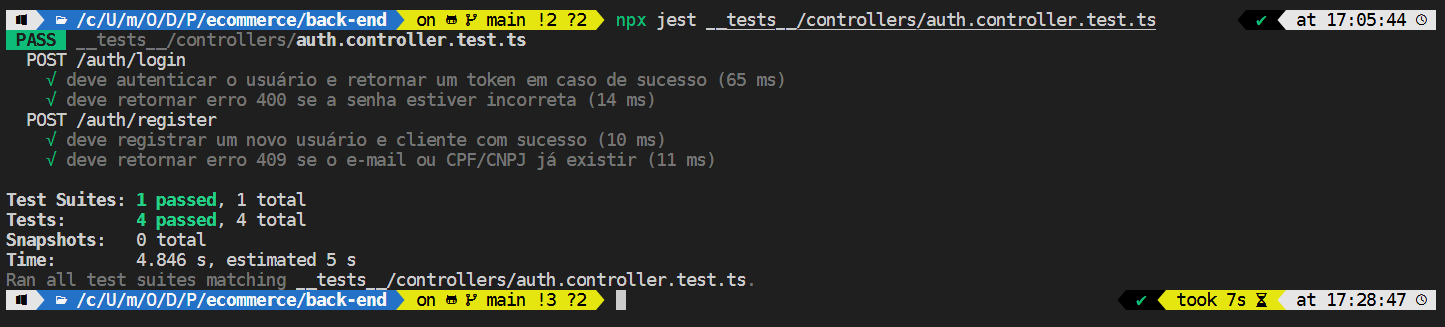 /c/U/m/O/D/P/ecommerce/back-end on main !2 ?2 npx jest __tests__/controllers/auth.controller.test.ts ✔ at 17:05:44
PASS __tests__/controllers/auth.controller.test.ts
POST /auth/login
√ deve autenticar o usuário e retornar um token em caso de sucesso (65 ms)
√ deve retornar erro 400 se a senha estiver incorreta (14 ms)
POST /auth/register
√ deve registrar um novo usuário e cliente com sucesso (10 ms)
√ deve retornar erro 409 se o e-mail ou CPF/CNPJ já existir (11 ms)
Test Suites: 1 passed, 1 total
Tests: 4 passed, 4 total
Snapshots: 0 total
Time: 4.846 s, estimated 5 s
Ran all test suites matching __tests__/controllers/auth.controller.test.ts.
/c/U/m/O/D/P/ecommerce/back-end on main !3 ?2 ✔ took 7s at 17:28:47